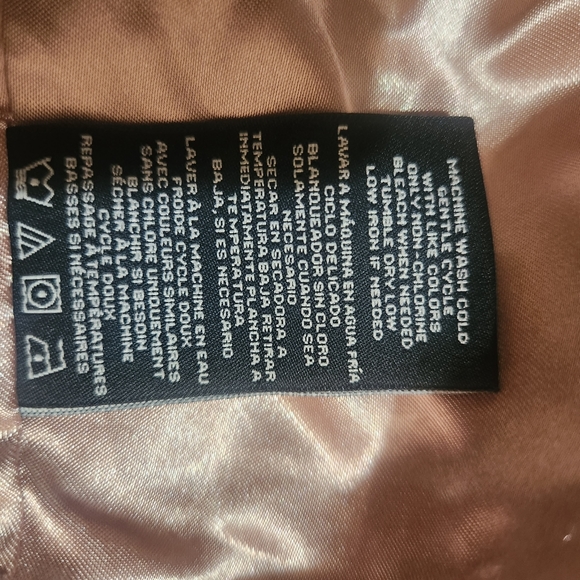 MACHINE WASH COLD
GENTLE CYCLE
WITH LIKE COLORS
ONLY NON-CHLORINE
BLEACH WHEN NEEDED
TUMBLE DRY LOW
LOW IRON IF NEEDED
LAVAR A MÁQUINA EN AGUA FRÍA
CICLO DELICADO
BLANQUEADOR SIN CLORO
SOLAMENTE CUANDO SEA
NECESARIO
SECAR EN SECADORA A
TEMPERATURA BAJA, RETIRAR
INMEDIATAMENTE PLANCHA A
TEMPERATURA
BAJA, SI ES NECESARIO
LAVER À LA MACHINE EN EAU
FROIDE CYCLE DOUX
AVEC COULEURS SIMILAIRES
SANS CHLORE UNIQUEMENT
BLANCHIR SI BESOIN
SÉCHER À LA MACHINE
CYCLE DOUX
REPASSAGE À TEMPÉRATURES
BASSES SI NÉCESSAIRES